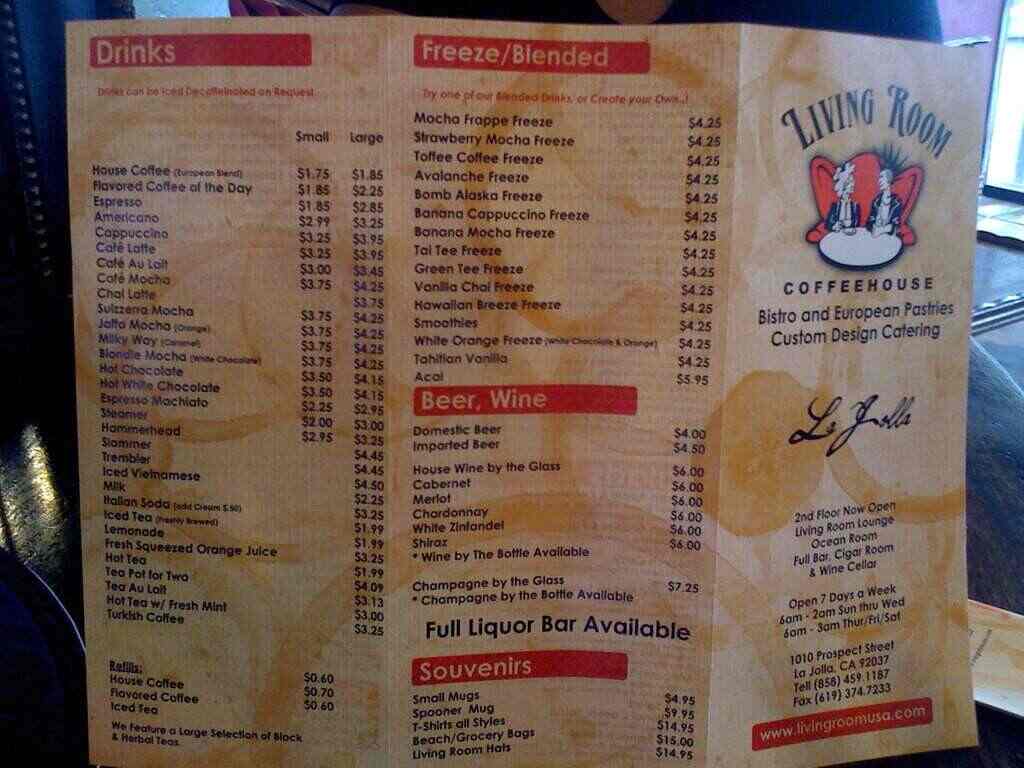 Drinks
Drinks can be Iced Decaffeinated on Request
Small Large
House Coffee (European Blend) $1.75 $1.85
Flavored Coffee of the Day $1.85 $2.25
Espresso $1.85 $2.85
Americano $2.99 $3.25
Cappuccino $3.25 $3.95
Café Latte $3.25 $3.95
Café Au Lait $3.00 $3.45
Café Mocha $3.75 $4.25
Chai Latte $3.75
Suizzera Mocha $3.75 $4.25
Jaffa Mocha (Orange) $3.75 $4.25
Milky Way (Caramel) $3.75 $4.25
Blondie Mocha (White Chocolate) $3.75 $4.25
Hot Chocolate $3.50 $4.15
Hot White Chocolate $3.50 $4.15
Espresso Machiato $2.25 $2.95
Steamer $2.00 $3.00
Hammerhead $2.95 $3.25
Slammer $4.45
Trembler $4.45
Iced Vietnamese $4.50
Milk $2.25
Italian Soda (add Cream $.50) $3.25
Iced Tea (Freshly Brewed) $1.99
Lemonade $1.99
Fresh Squeezed Orange Juice $3.25
Hot Tea $1.99
Tea Pot for Two $4.09
Tea Au Lait $3.13
Hot Tea w/ Fresh Mint $3.00
Turkish Coffee $3.25
Refills:
House Coffee $0.60
Flavored Coffee $0.70
Iced Tea $0.60
We Feature a Large Selection of Black
& Herbal Teas
Freeze/Blended
Try one of our Blended Drinks, or Create your Own..!
Mocha Frappe Freeze $4.25
Strawberry Mocha Freeze $4.25
Toffee Coffee Freeze $4.25
Avalanche Freeze $4.25
Bomb Alaska Freeze $4.25
Banana Cappuccino Freeze $4.25
Banana Mocha Freeze $4.25
Tai Tee Freeze $4.25
Green Tee Freeze $4.25
Vanilla Chai Freeze $4.25
Hawaiian Breeze Freeze $4.25
Smoothies $4.25
White Orange Freeze (White Chocolate & Orange) $4.25
Tahitian Vanilla $4.25
Acai $5.95
Beer, Wine
Domestic Beer $4.00
Imported Beer $4.50
House Wine by the Glass $6.00
Cabernet $6.00
Merlot $6.00
Chardonnay $6.00
White Zinfandel $6.00
Shiraz $6.00
* Wine by The Bottle Available
Champagne by the Glass $7.25
* Champagne by the Bottle Available
Full Liquor Bar Available
Souvenirs
Small Mugs $4.95
Spooner Mug $9.95
T-Shirts all Styles $14.95
Beach/Grocery Bags $15.00
Living Room Hats $14.95
LIVING ROOM
COFFEEHOUSE
Bistro and European Pastries
Custom Design Catering
La Jolla
2nd Floor Now Open
Living Room Lounge
Ocean Room
Full Bar, Cigar Room
& Wine Cellar
Open 7 Days a Week
6am - 2am Sun thru Wed
6am - 3am Thur/Fri/Sat
1010 Prospect Street
La Jolla, CA 92037
Tell (858) 459.1187
Fax (619) 374.7233
www.livingroomusa.com